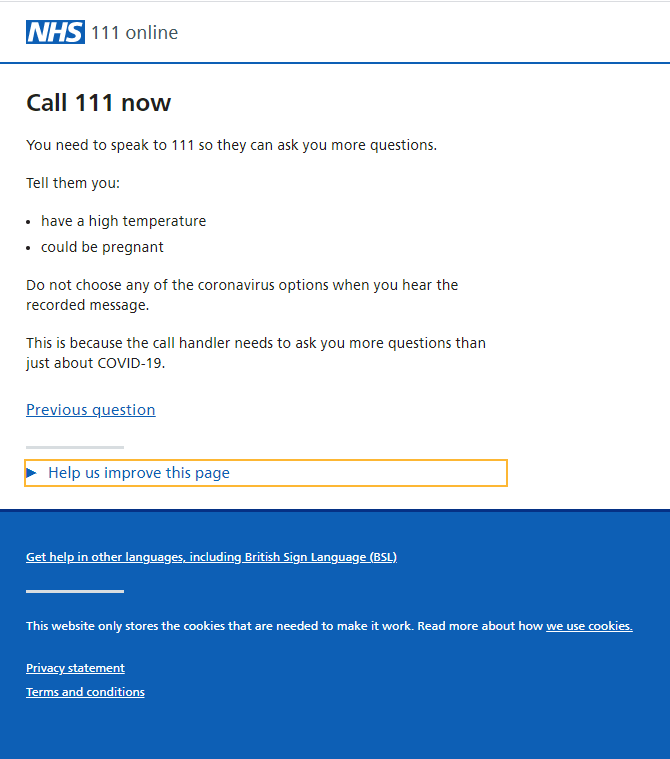 NHS 111 online
Call 111 now
You need to speak to 111 so they can ask you more questions.
Tell them you:
• have a high temperature
• could be pregnant
Do not choose any of the coronavirus options when you hear the
recorded message.
This is because the call handler needs to ask you more questions than
just about COVID-19.
Previous question
Help us improve this page
Get help in other languages, including British Sign Language (BSL)
This website only stores the cookies that are needed to make it work. Read more about how we use cookies.
Privacy statement
Terms and conditions